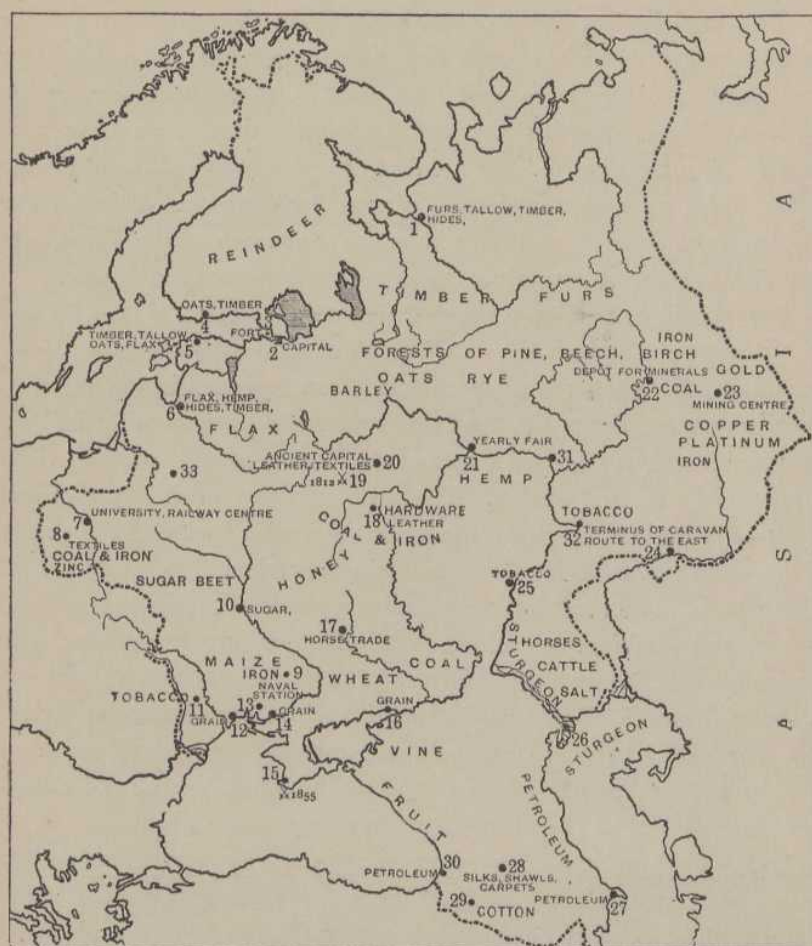 FURS, TALLOW, TIMBER,
HIDES,
1
REINDEER
TIMBER FURS
OATS, TIMBER
4
FORT
3
TIMBER, TALLOW
OATS, FLAX
5
2
CAPITAL
FORESTS OF PINE, BEECH, BIRCH
IRON
GOLD
DEPOT FOR MINERALS
22
COAL
23
MINING CENTRE
OATS RYE
BARLEY
FLAX, HEMP,
HIDES, TIMBER,
6
FLAX
COPPER
PLATINUM
IRON
YEARLY FAIR
21
31
ANCIENT CAPITAL
LEATHER, TEXTILES
20
1812 19
HEMP
33
HARDWARE
18
LEATHER
COAL & IRON
HONEY
7
UNIVERSITY, RAILWAY CENTRE
8
TEXTILES
COAL & IRON
ZINC
TOBACCO
32
TERMINUS OF CARAVAN
ROUTE TO THE EAST
24
SUGAR BEET
10
SUGAR,
TOBACCO
25
17
HORSE TRADE
STURGEON
HORSES
CATTLE
SALT
MAIZE
IRON 9
NAVAL
STATION
13
WHEAT
COAL
TOBACCO
11
GRAIN
12
GRAIN
14
GRAIN
16
26
STURGEON
VINE
15
1855
FRUIT
PETROLEUM
PETROLEUM
30
28
SILKS, SHAWLS,
CARPETS
29
COTTON
PETROLEUM
27
ASIA